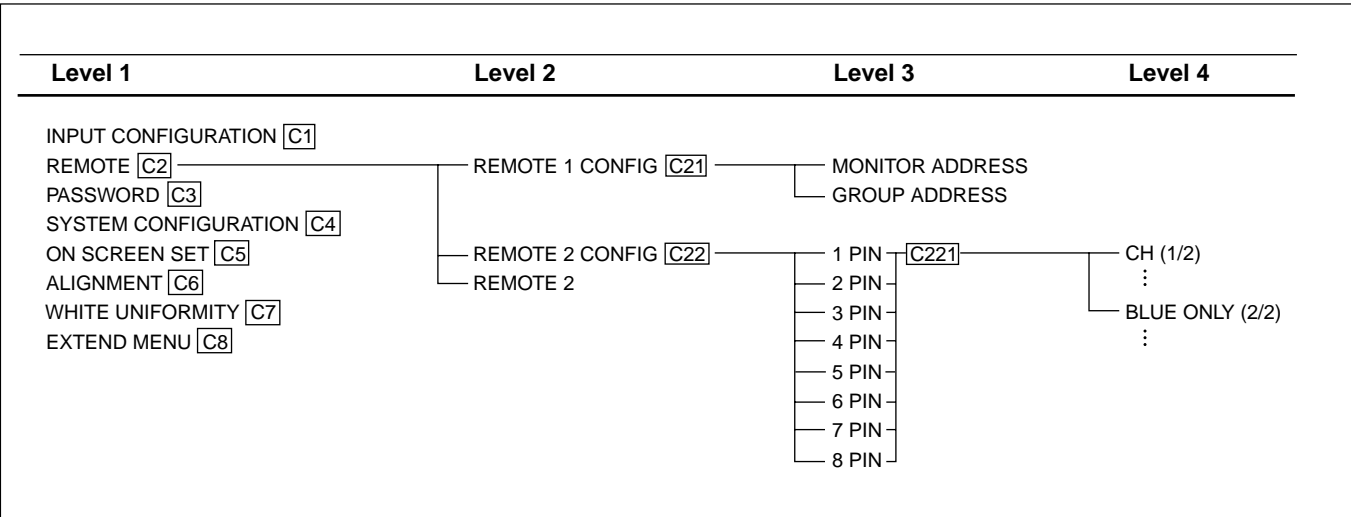 Level 1 Level 2 Level 3 Level 4
INPUT CONFIGURATION C1
REMOTE C2 REMOTE 1 CONFIG C21 MONITOR ADDRESS
PASSWORD C3 GROUP ADDRESS
SYSTEM CONFIGURATION C4
ON SCREEN SET C5 REMOTE 2 CONFIG C22 1 PIN C221 CH (1/2)
ALIGNMENT C6 REMOTE 2 2 PIN ⋮
WHITE UNIFORMITY C7 3 PIN BLUE ONLY (2/2)
EXTEND MENU C8 4 PIN ⋮
5 PIN
6 PIN
7 PIN
8 PIN